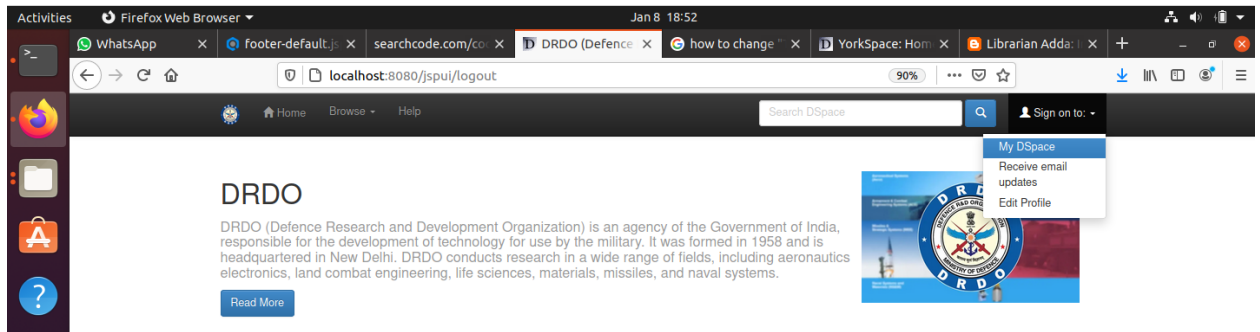 Activities Firefox Web Browser Jan 8 18:52
WhatsApp footer-default.js searchcode.com/co DRDO (Defence how to change " YorkSpace: Hom Librarian Adda:
localhost:8080/jspui/logout 90%
Home Browse Help Search DSpace Sign on to:
My DSpace
Receive email
updates
Edit Profile
DRDO
DRDO (Defence Research and Development Organization) is an agency of the Government of India,
responsible for the development of technology for use by the military. It was formed in 1958 and is
headquartered in New Delhi. DRDO conducts research in a wide range of fields, including aeronautics
electronics, land combat engineering, life sciences, materials, missiles, and naval systems.
Read More
DRDO
MINISTRY OF DEFENCE
DRDO